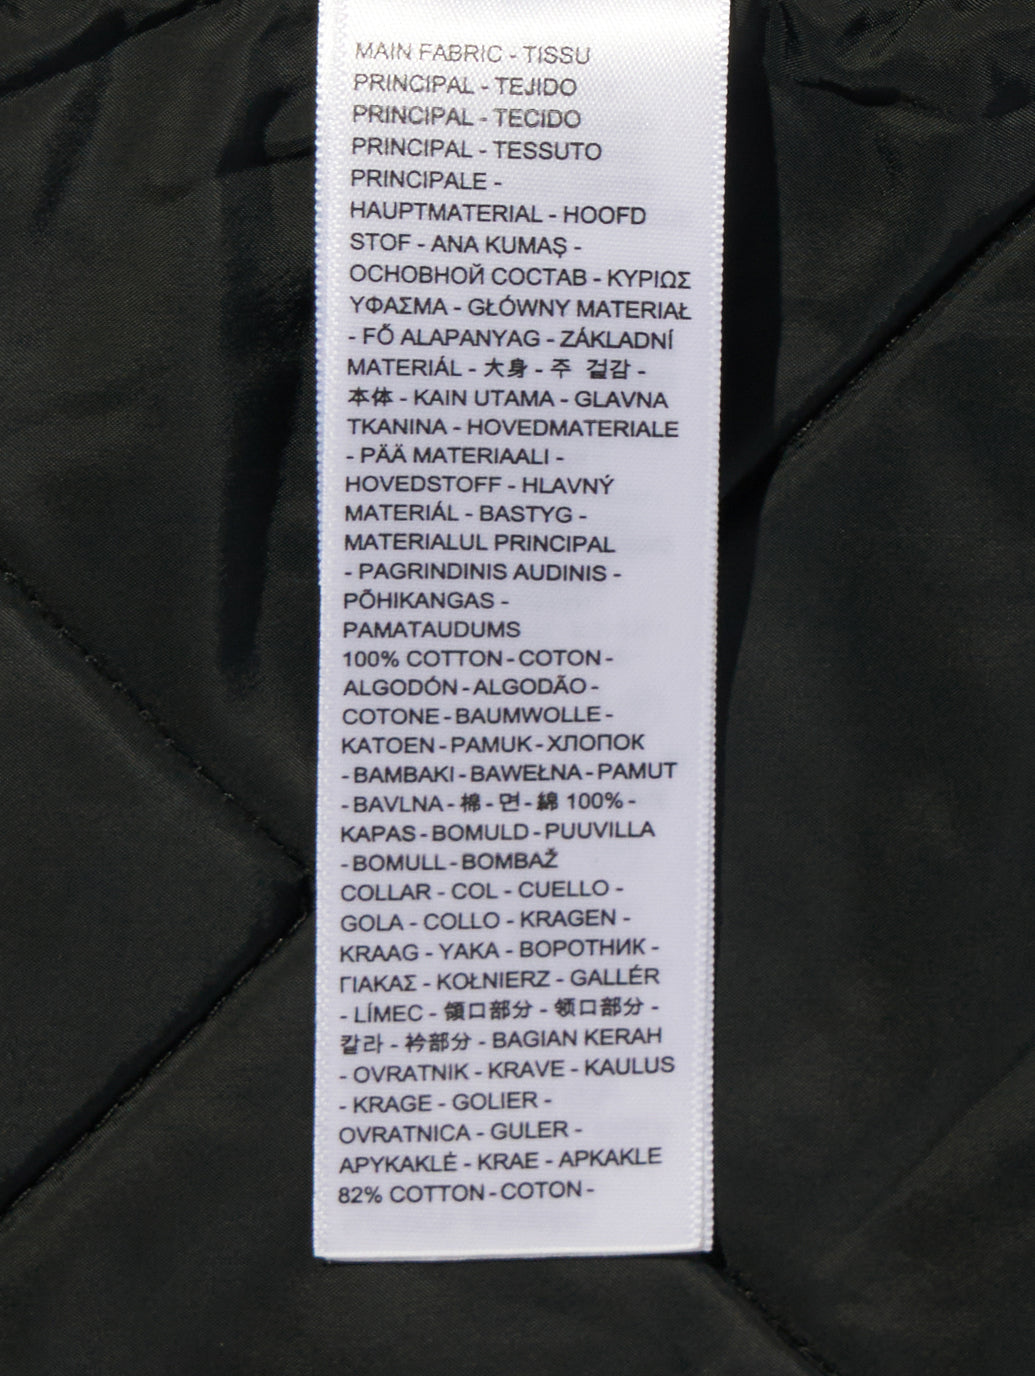 MAIN FABRIC - TISSU
PRINCIPAL - TEJIDO
PRINCIPAL - TECIDO
PRINCIPAL - TESSUTO
PRINCIPALE -
HAUPTMATERIAL - HOOFD
STOF - ANA KUMAŞ -
ОСНОВНОЙ СОСТАВ - ΚΥΡΙΩΣ
ΥΦΑΣΜΑ - GŁÓWNY MATERIAŁ
- FŐ ALAPANYAG - ZÁKLADNÍ
MATERIÁL - 大身 - 주 겉감 -
本体 - KAIN UTAMA - GLAVNA
TKANINA - HOVEDMATERIALE
- PÄÄ MATERIAALI -
HOVEDSTOFF - HLAVNÝ
MATERIÁL - BASTYG -
MATERIALUL PRINCIPAL
- PAGRINDINIS AUDINIS -
PÕHIKANGAS -
PAMATAUDUMS
100% COTTON - COTON -
ALGODÓN - ALGODÃO -
COTONE - BAUMWOLLE -
KATOEN - PAMUK - ХЛОПОК
- BAMBAKI - BAWEŁNA - PAMUT
- BAVLNA - 棉 - 면 - 綿 100% -
KAPAS - BOMULD - PUUVILLA
- BOMULL - BOMBAŽ
COLLAR - COL - CUELLO -
GOLA - COLLO - KRAGEN -
KRAAG - YAKA - ВОРОТНИК -
ΓΙΑΚΑΣ - KOŁNIERZ - GALLÉR
- LÍMEC - 領口部分 - 领口部分 -
칼라 - 衿部分 - BAGIAN KERAH
- OVRATNIK - KRAVE - KAULUS
- KRAGE - GOLIER -
OVRATNICA - GULER -
APYKAKLĖ - KRAE - APKAKLE
82% COTTON - COTON -